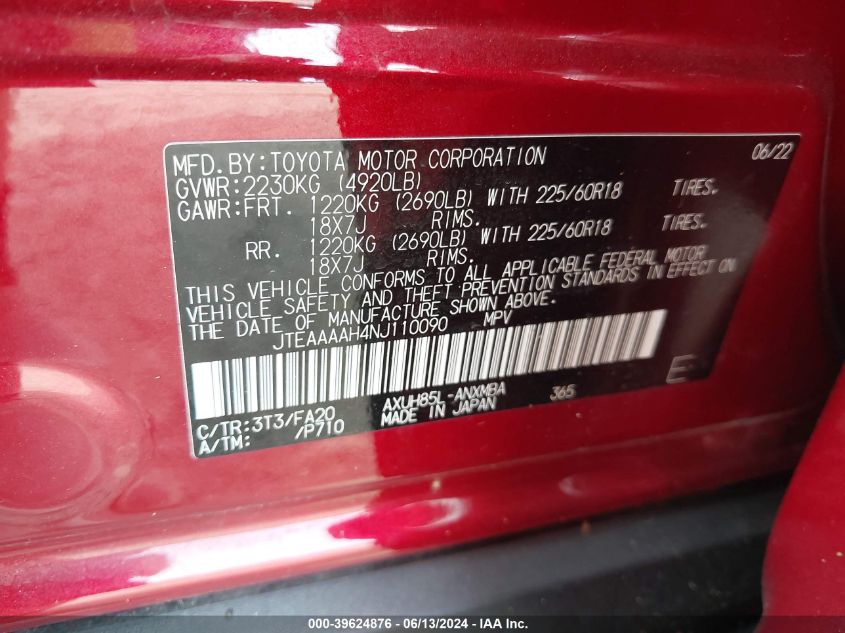 MFD.BY:TOYOTA MOTOR CORPORATION 06/22
GVWR:2230KG (4920LB)
GAWR:FRT. 1220KG (2690LB) WITH 225/60R18 TIRES.
18X7J RIMS.
RR. 1220KG (2690LB) WITH 225/60R18 TIRES.
18X7J RIMS.
THIS VEHICLE CONFORMS TO ALL APPLICABLE FEDERAL MOTOR
VEHICLE SAFETY AND THEFT PREVENTION STANDARDS IN EFFECT ON
THE DATE OF MANUFACTURE SHOWN ABOVE.
JTEAAAAH4NJ110090 MPV
C/TR:3T3/FA20 AXUH85L-ANXMBA 365 E
A/TM: /P710 MADE IN JAPAN
000-39624876 - 06/13/2024 - IAAI.com